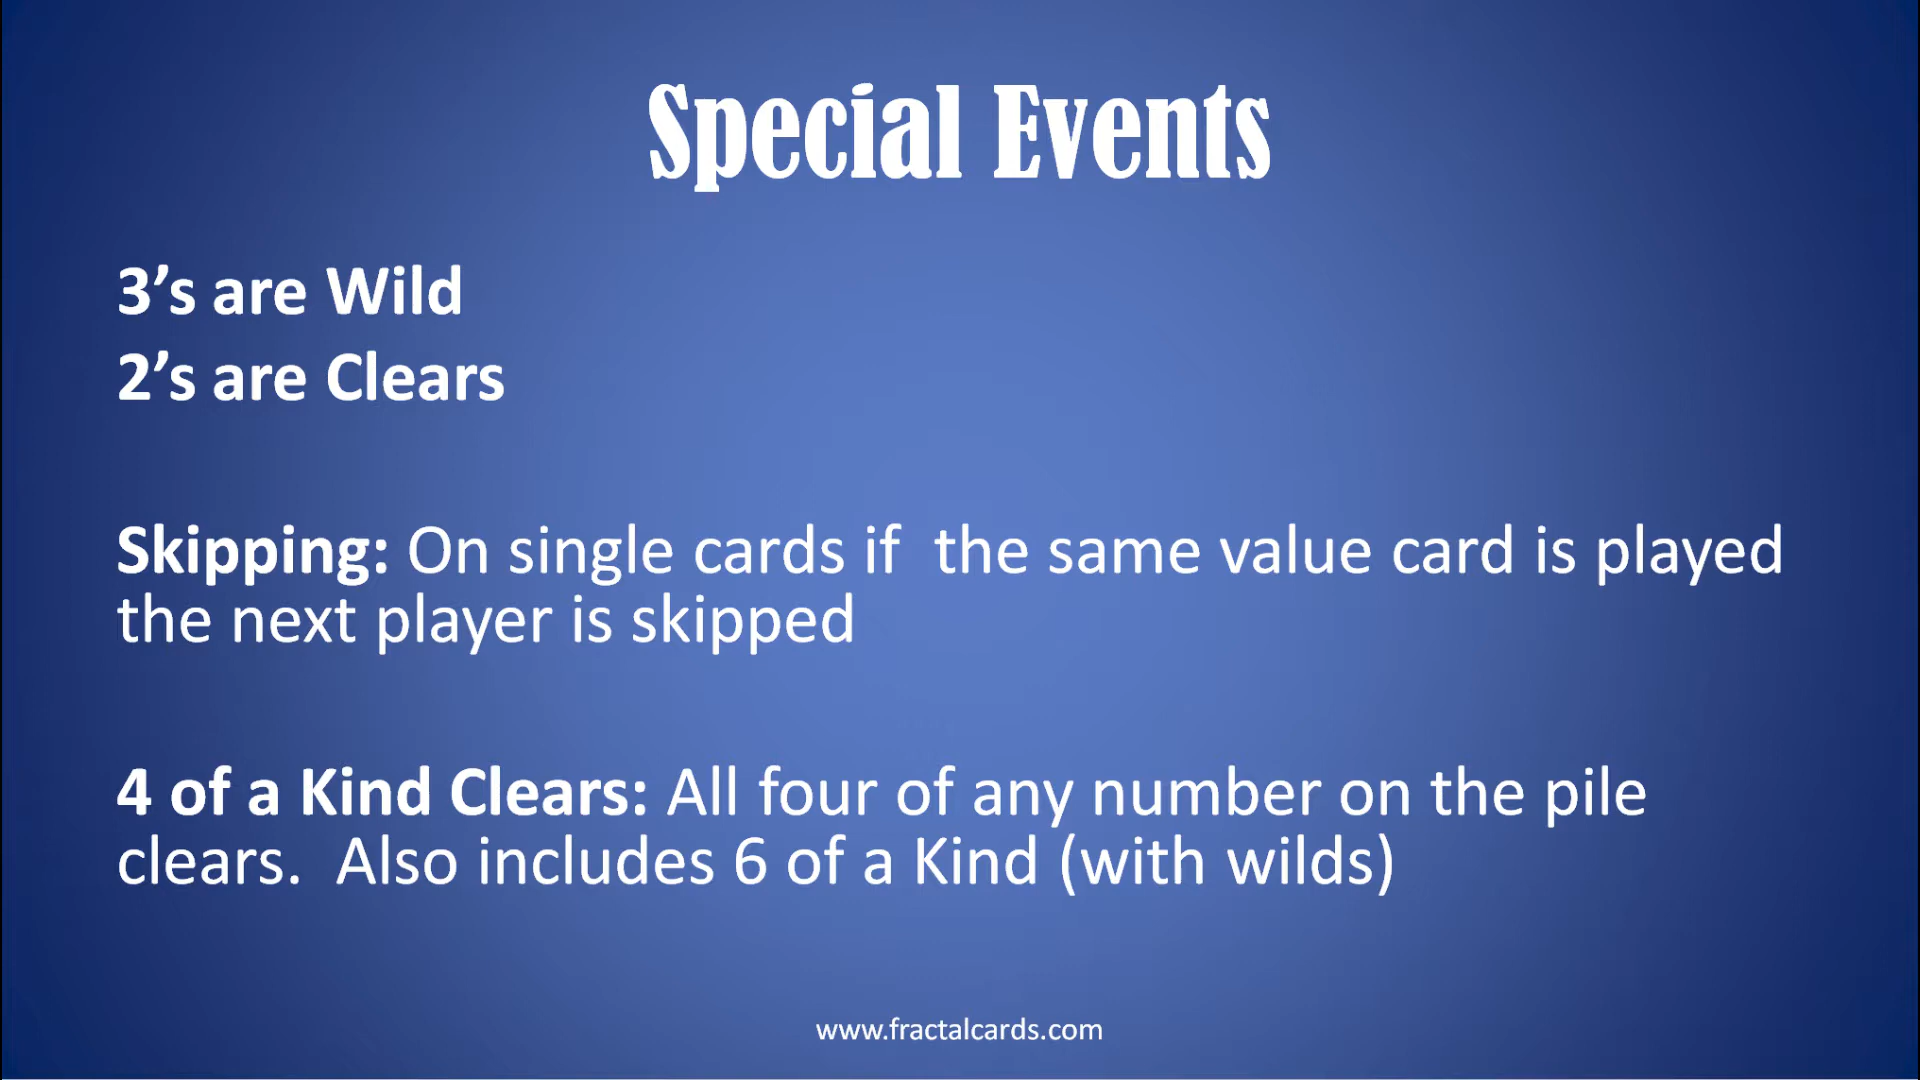 Special Events
3’s are Wild
2’s are Clears
Skipping: On single cards if  the same value card is played
the next player is skipped
4 of a Kind Clears: All four of any number on the pile
clears.  Also includes 6 of a Kind (with wilds)
www.fractalcards.com